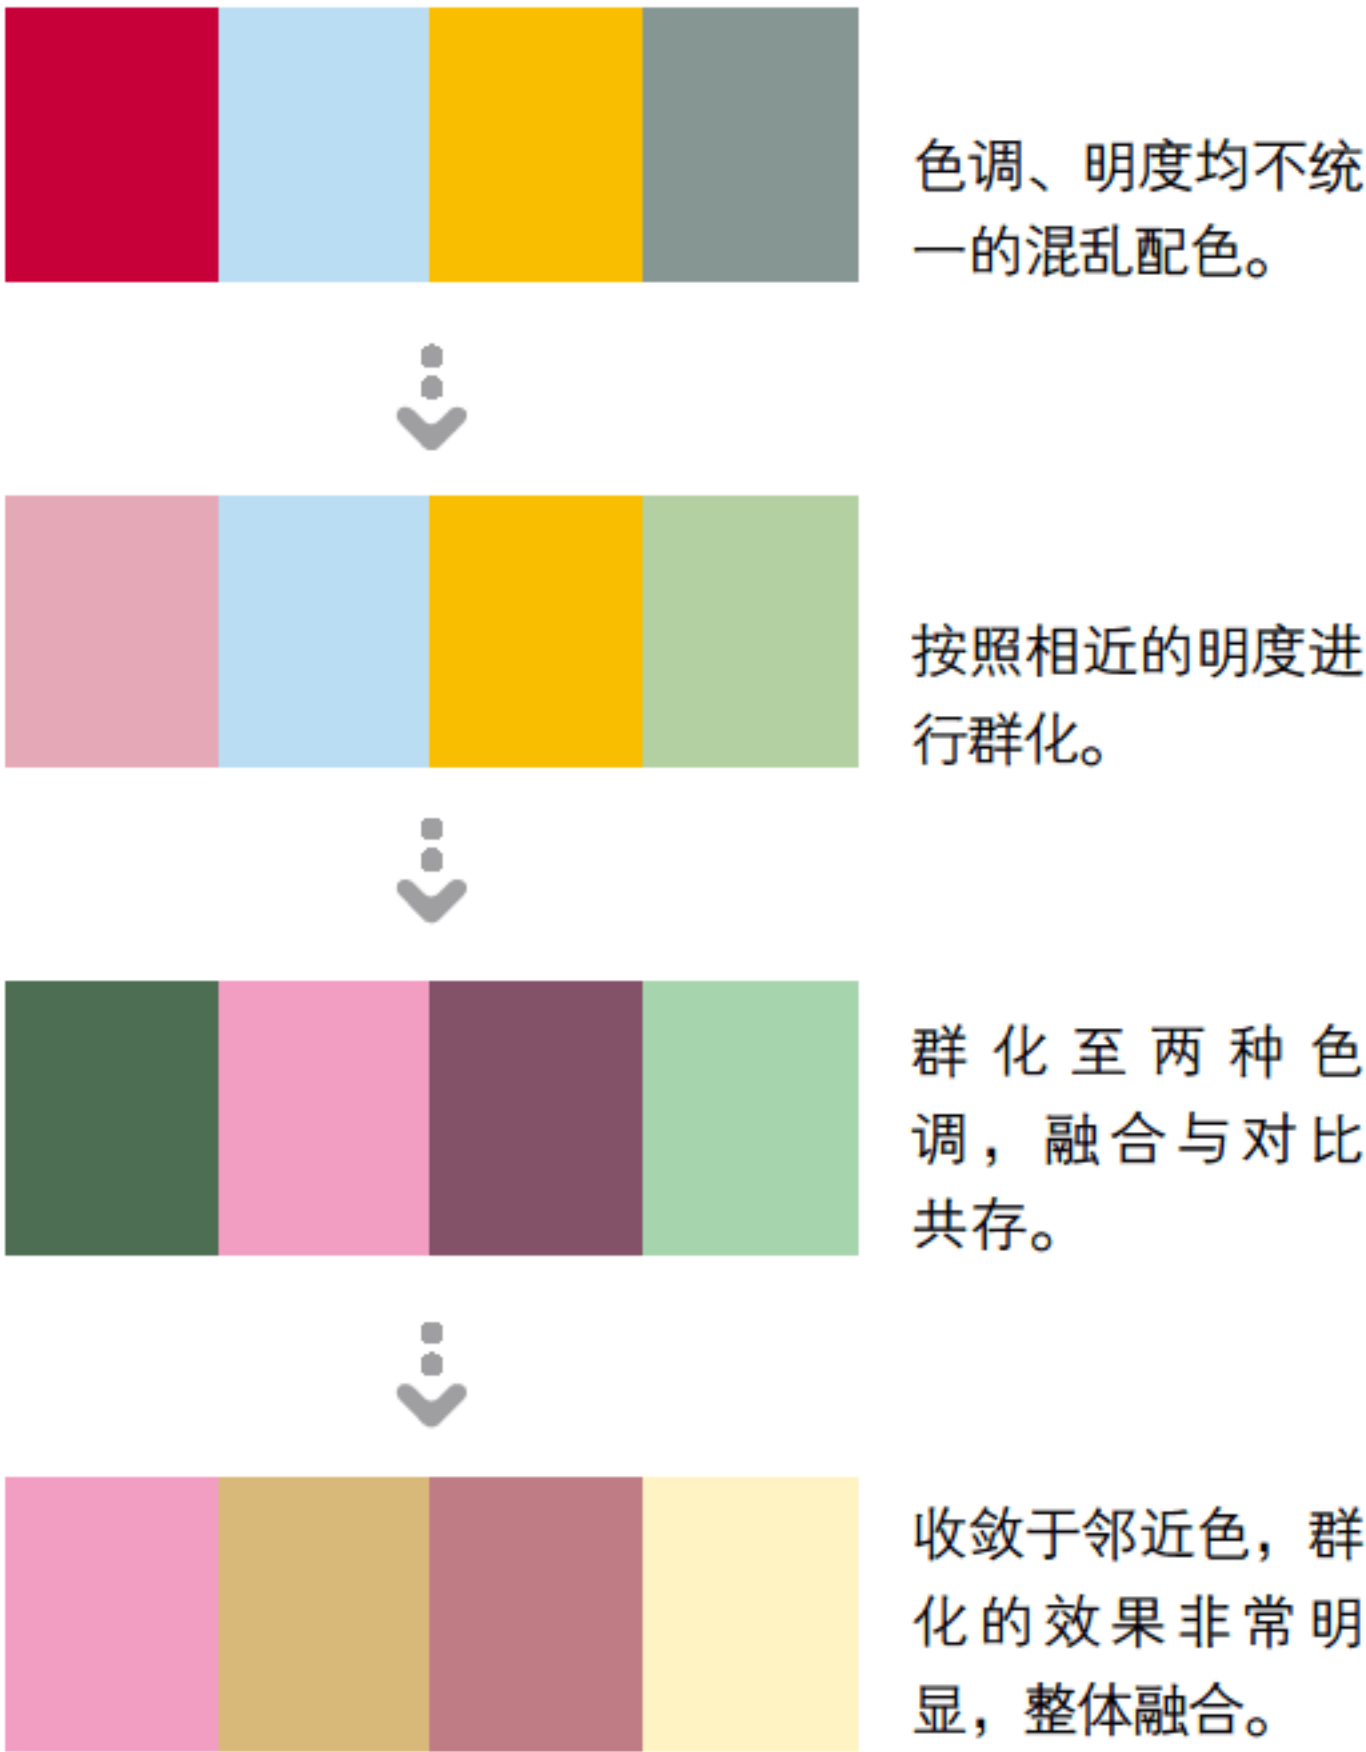 色调、明度均不统
一的混乱配色。
按照相近的明度进
行群化。
群化至两种色
调，融合与对比
共存。
收敛于邻近色，群
化的效果非常明
显，整体融合。